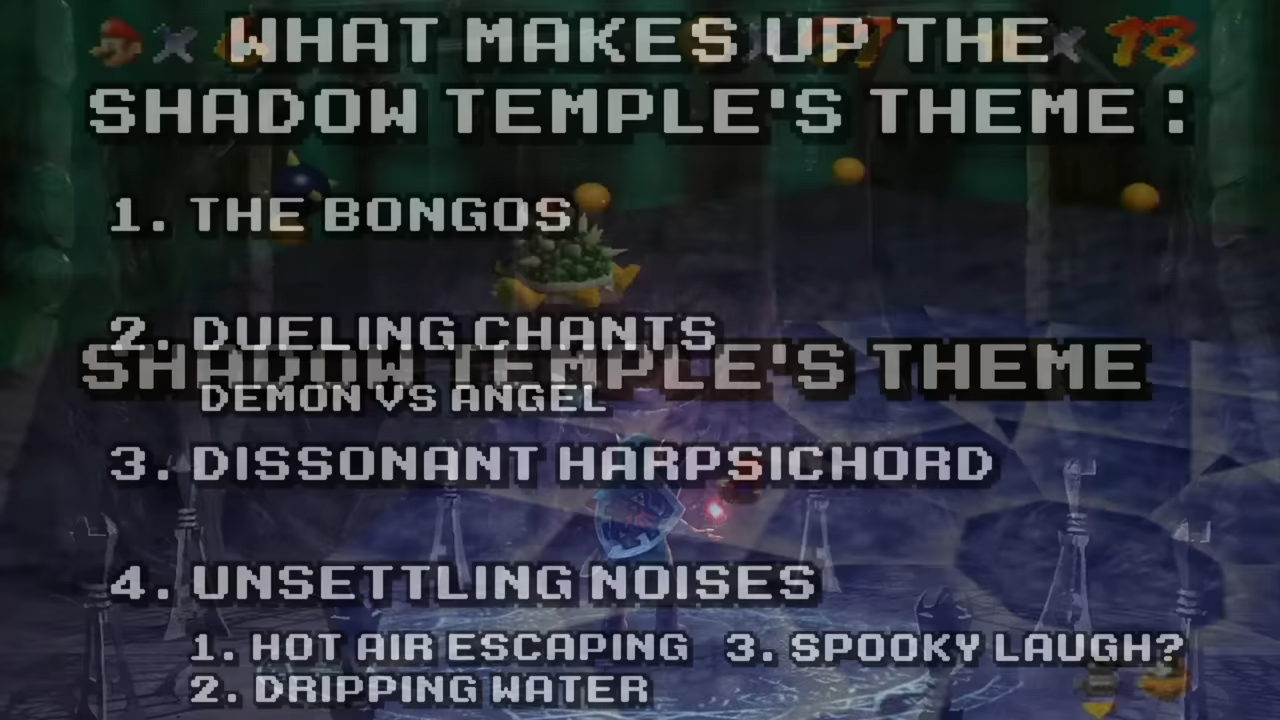 WHAT MAKES UP THE
SHADOW TEMPLE'S THEME :
1. THE BONGOS
2. DUELING CHANTS
SHADOW TEMPLE'S THEME
DEMON VS ANGEL
3. DISSONANT HARPSICHORD
4. UNSETTLING NOISES
1. HOT AIR ESCAPING
3. SPOOKY LAUGH?
2. DRIPPING WATER
18